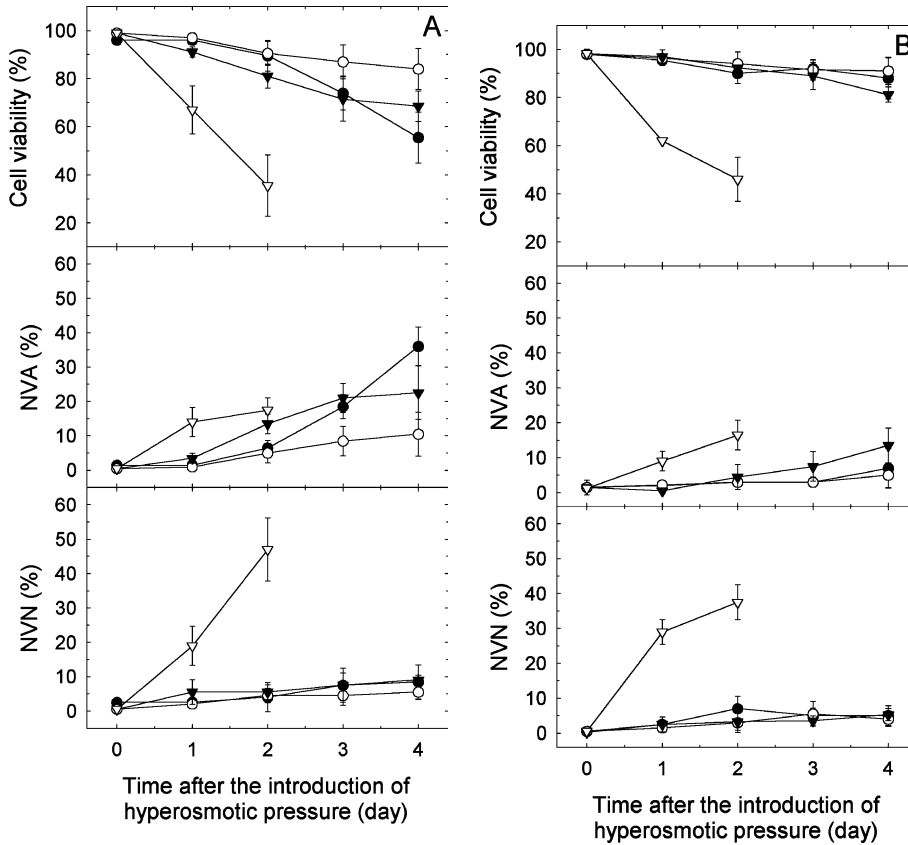 A
100
80
60
40
20
Cell viability (%)
60
50
40
30
20
10
0
NVA (%)
60
50
40
30
20
10
0
NVN (%)
0 1 2 3 4
Time after the introduction of
hyperosmotic pressure (day)
B
100
80
60
40
20
Cell viability (%)
60
50
40
30
20
10
0
NVA (%)
60
50
40
30
20
10
0
NVN (%)
0 1 2 3 4
Time after the introduction of
hyperosmotic pressure (day)